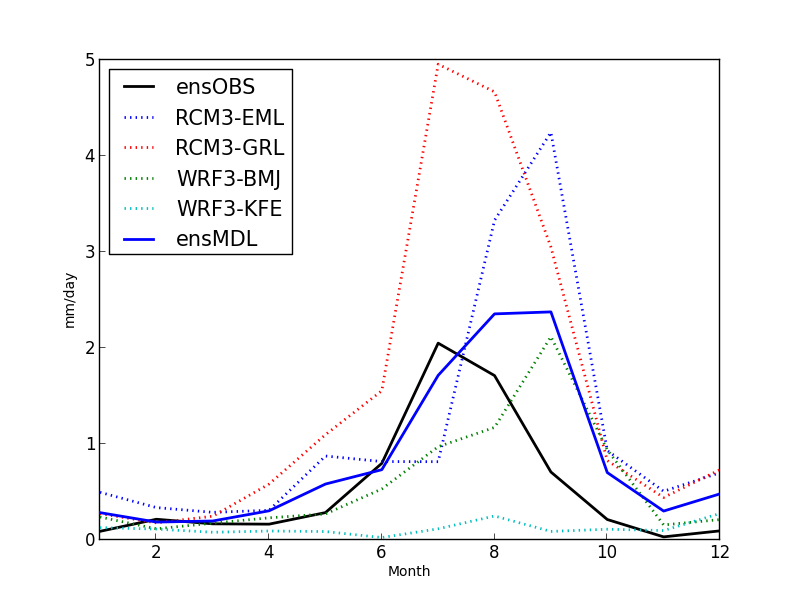 5
4
3
2
1
0
mm/day
ensOBS
RCM3-EML
RCM3-GRL
WRF3-BMJ
WRF3-KFE
ensMDL
2 4 6 8 10 12
Month